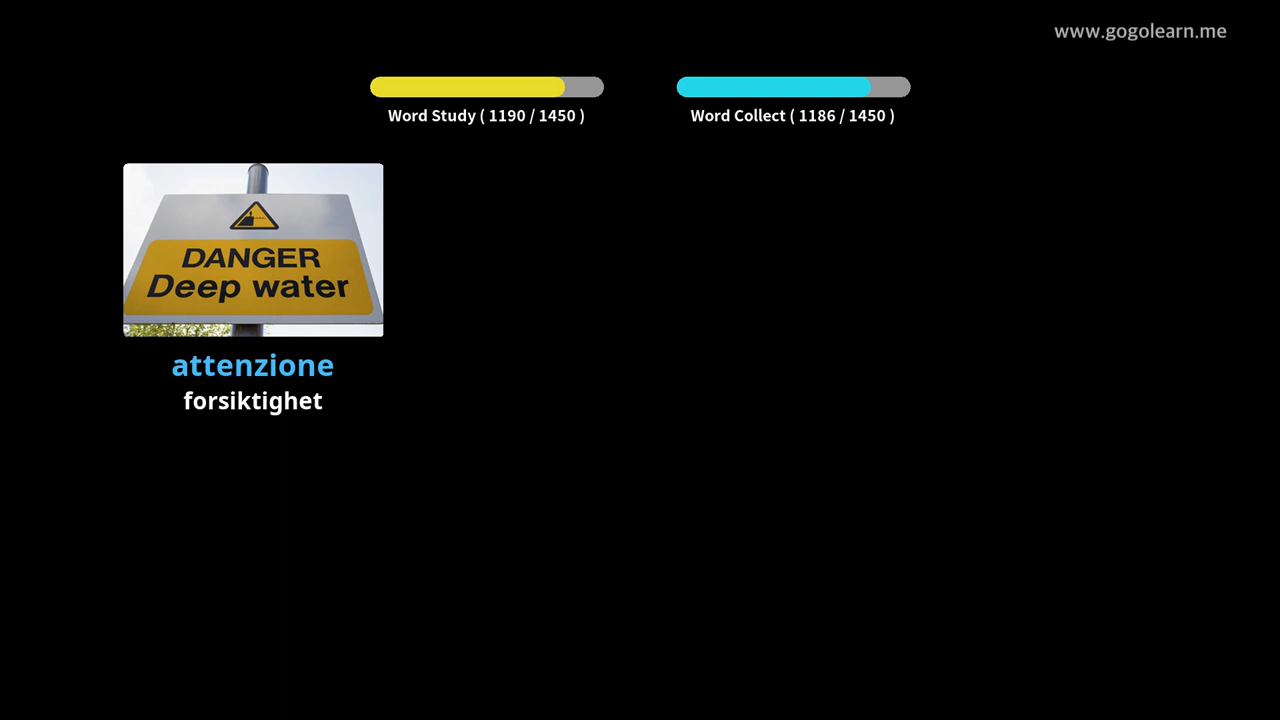 www.gogolearn.me
Word Study ( 1190 / 1450 )
Word Collect ( 1186 / 1450 )
DANGER
Deep water
attenzione
forsiktighet